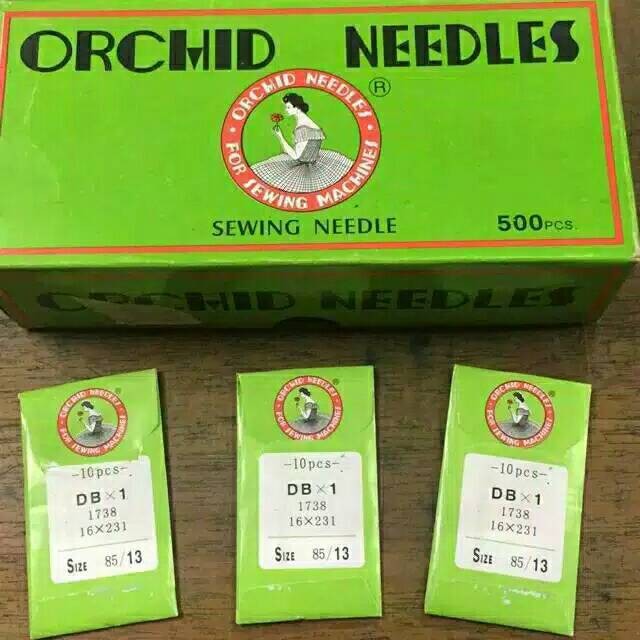 ORCHID NEEDLES
ORCHID NEEDLES
®
FOR SEWING MACHINES
SEWING NEEDLE
500PCS.
ORCHID NEEDLES
ORCHID NEEDLES
FOR SEWING MACHINES
-10pcs-
DB×1
1738
16×231
SIZE 85/13
ORCHID NEEDLES
FOR SEWING MACHINES
-10pcs-
DB×1
1738
16×231
SIZE 85/13
ORCHID NEEDLES
FOR SEWING MACHINES
-10pcs-
DB×1
1738
16×231
SIZE 85/13